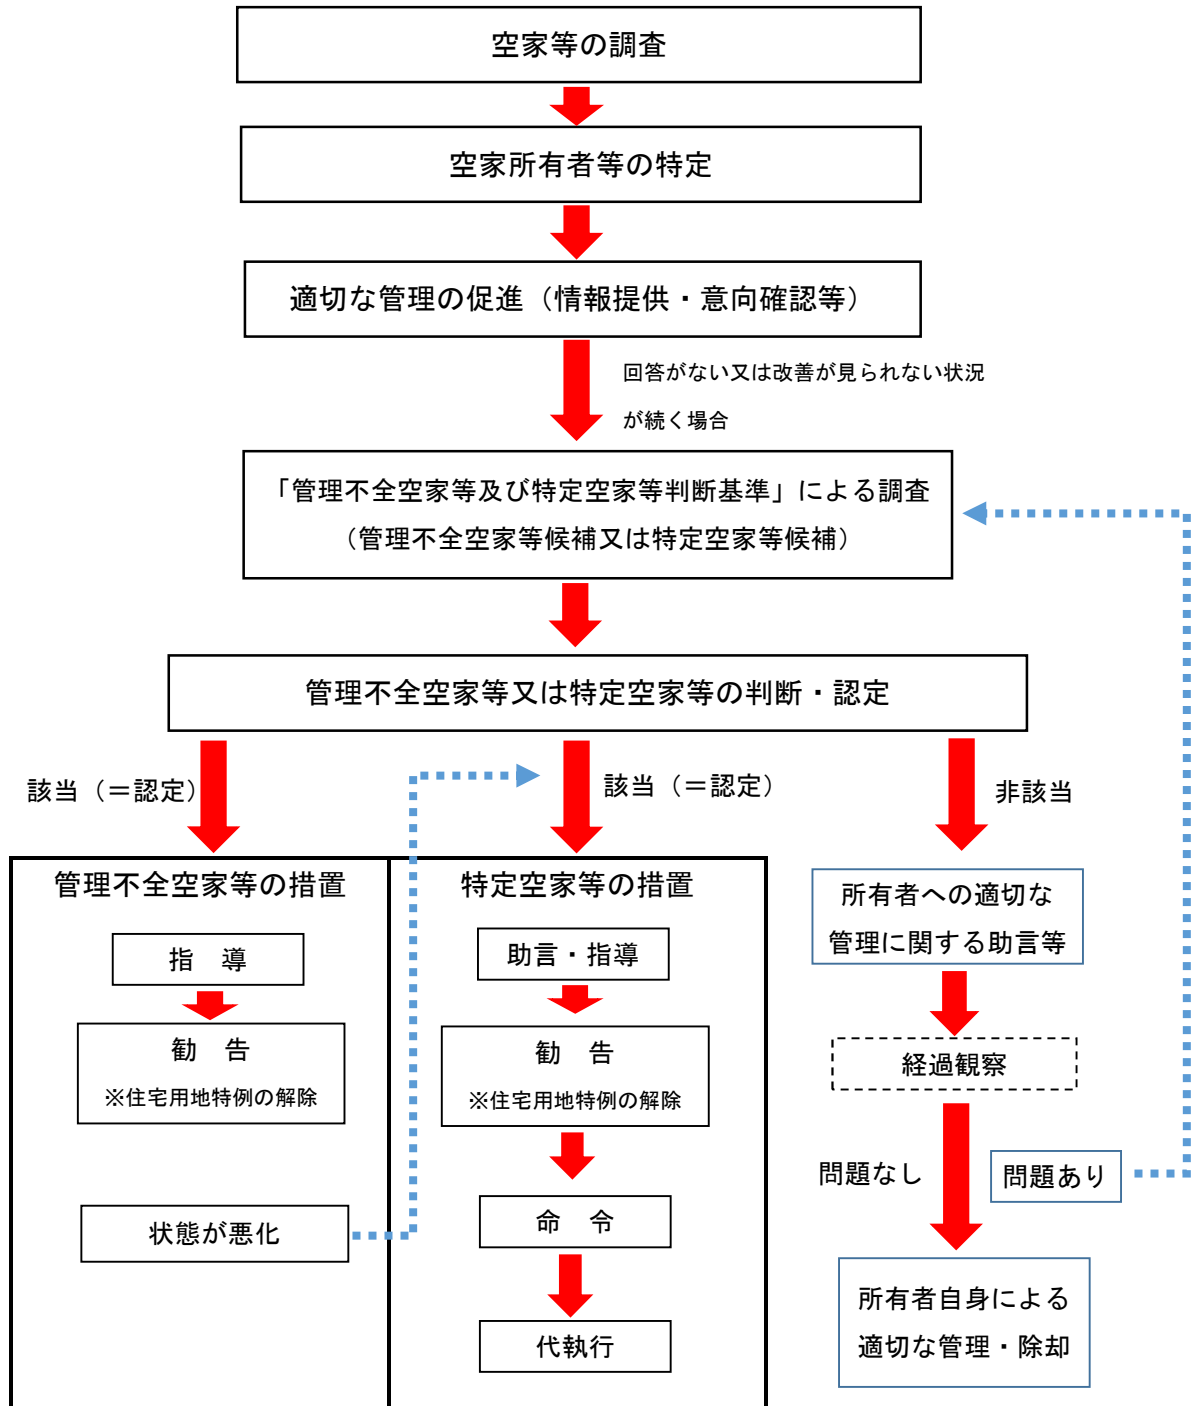 空家等の調査
空家所有者等の特定
適切な管理の促進（情報提供・意向確認等）
回答がない又は改善が見られない状況
が続く場合
「管理不全空家等及び特定空家等判断基準」による調査
（管理不全空家等候補又は特定空家等候補）
管理不全空家等又は特定空家等の判断・認定
該当（＝認定）
該当（＝認定）
非該当
管理不全空家等の措置
指　導
勧　告
※住宅用地特例の解除
状態が悪化
特定空家等の措置
助言・指導
勧　告
※住宅用地特例の解除
命　令
代執行
所有者への適切な
管理に関する助言等
経過観察
問題なし
問題あり
所有者自身による
適切な管理・除却